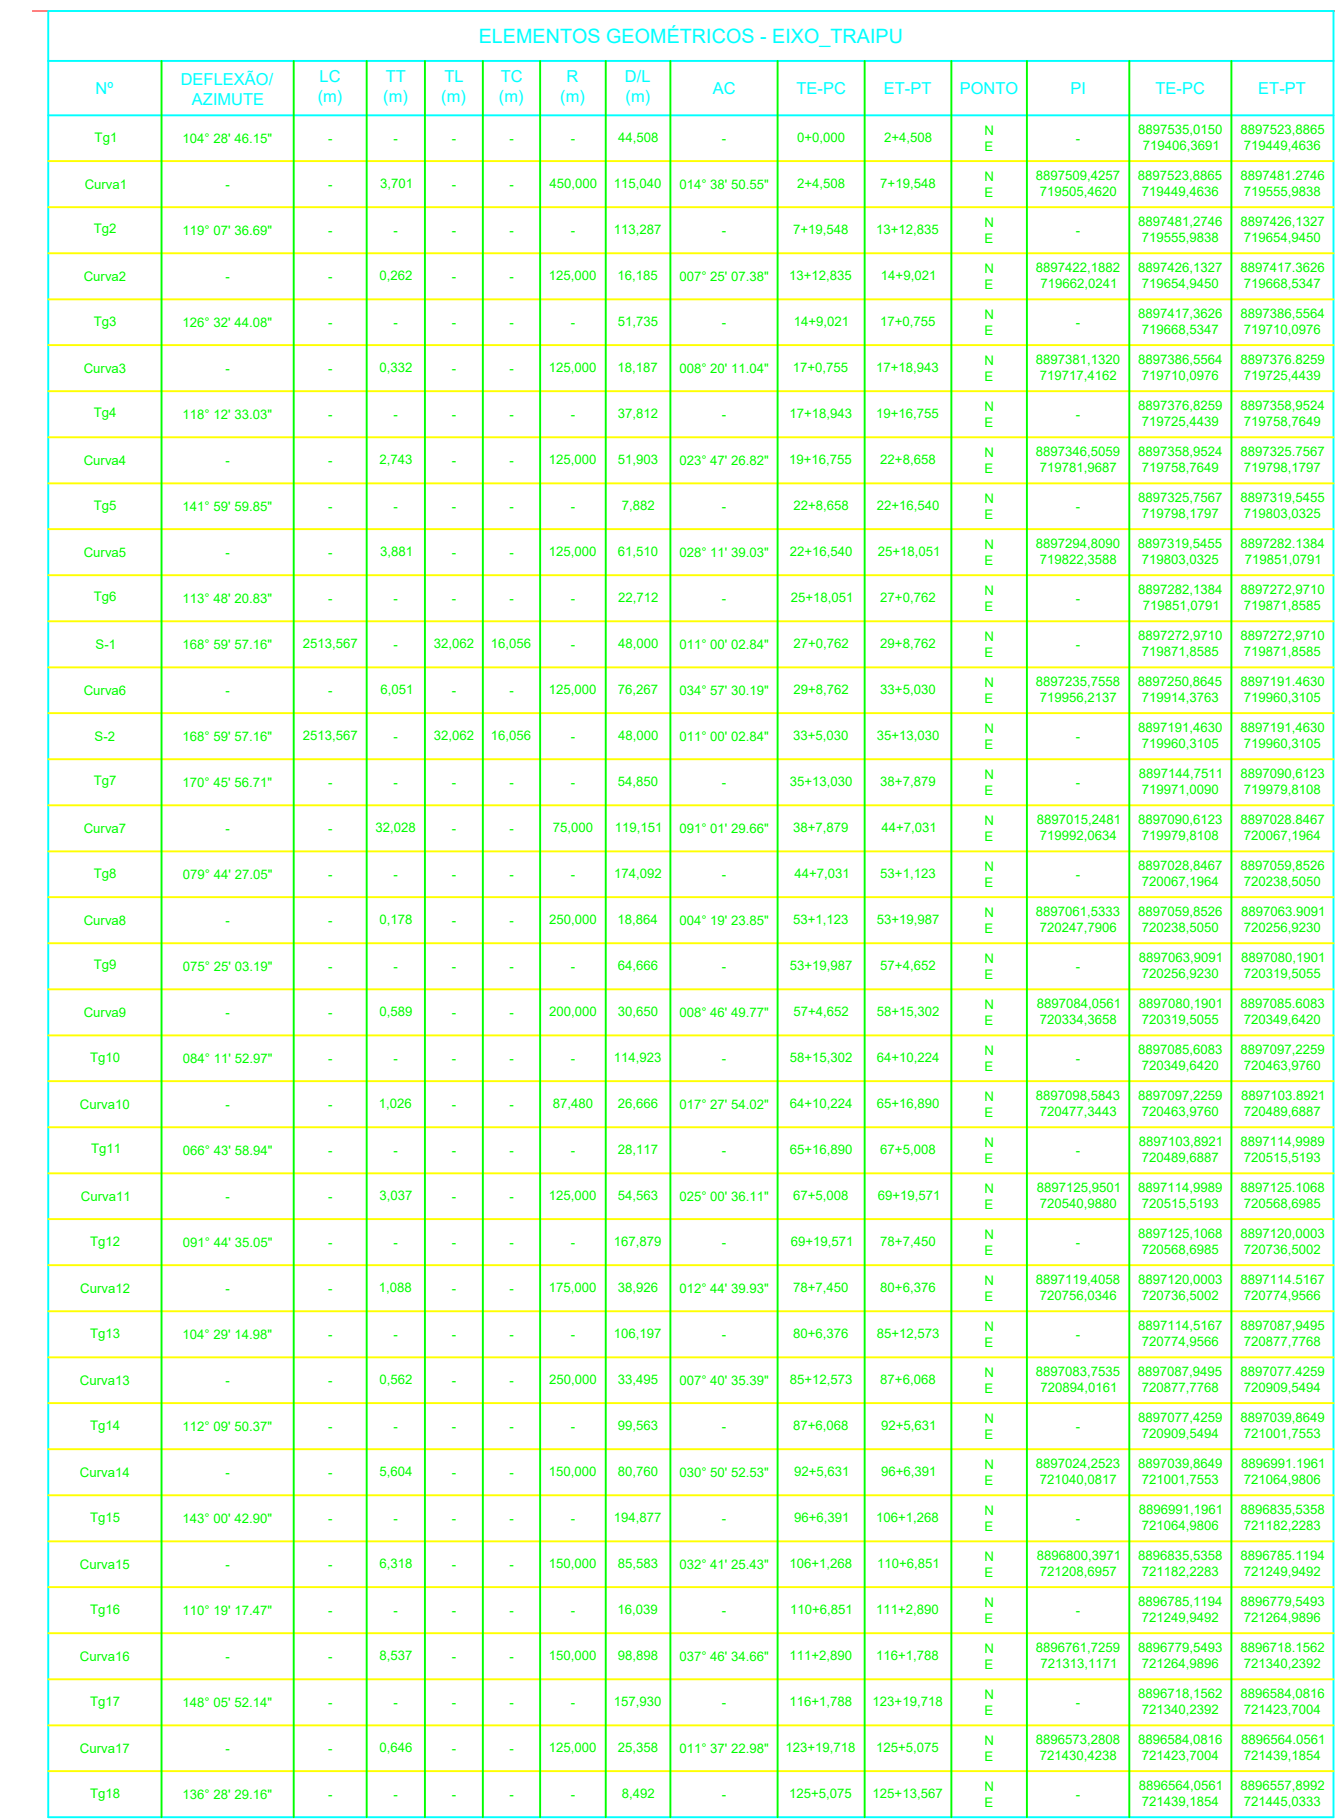 ELEMENTOS GEOMÉTRICOS - EIXO_TRAIPU
Nº DEFLEXÃO/ AZIMUTE LC (m) TT (m) TL (m) TC (m) R (m) D/L (m) AC TE-PC ET-PT PONTO PI TE-PC ET-PT
Tg1 104° 28' 46.15" - - - - - 44,508 - 0+0,000 2+4,508 N - 8897535,0150 8897523,8865
E 719406,3691 719449,4636
Curva1 - - 3,701 - - 450,000 115,040 014° 38' 50.55" 2+4,508 7+19,548 N 8897509,4257 8897523,8865 8897481.2746
E 719505,4620 719449,4636 719555,9838
Tg2 119° 07' 36.69" - - - - - 113,287 - 7+19,548 13+12,835 N - 8897481,2746 8897426,1327
E 719555,9838 719654,9450
Curva2 - - 0,262 - - 125,000 16,185 007° 25' 07.38" 13+12,835 14+9,021 N 8897422,1882 8897426,1327 8897417.3626
E 719662,0241 719654,9450 719668,5347
Tg3 126° 32' 44.08" - - - - - 51,735 - 14+9,021 17+0,755 N - 8897417,3626 8897386,5564
E 719668,5347 719710,0976
Curva3 - - 0,332 - - 125,000 18,187 008° 20' 11.04" 17+0,755 17+18,943 N 8897381,1320 8897386,5564 8897376.8259
E 719717,4162 719710,0976 719725,4439
Tg4 118° 12' 33.03" - - - - - 37,812 - 17+18,943 19+16,755 N - 8897376,8259 8897358,9524
E 719725,4439 719758,7649
Curva4 - - 2,743 - - 125,000 51,903 023° 47' 26.82" 19+16,755 22+8,658 N 8897346,5059 8897358,9524 8897325.7567
E 719781,9687 719758,7649 719798,1797
Tg5 141° 59' 59.85" - - - - - 7,882 - 22+8,658 22+16,540 N - 8897325,7567 8897319,5455
E 719798,1797 719803,0325
Curva5 - - 3,881 - - 125,000 61,510 028° 11' 39.03" 22+16,540 25+18,051 N 8897294,8090 8897319,5455 8897282.1384
E 719822,3588 719803,0325 719851,0791
Tg6 113° 48' 20.83" - - - - - 22,712 - 25+18,051 27+0,762 N - 8897282,1384 8897272,9710
E 719851,0791 719871,8585
S-1 168° 59' 57.16" 2513,567 - 32,062 16,056 - 48,000 011° 00' 02.84" 27+0,762 29+8,762 N - 8897272,9710 8897272,9710
E 719871,8585 719871,8585
Curva6 - - 6,051 - - 125,000 76,267 034° 57' 30.19" 29+8,762 33+5,030 N 8897235,7558 8897250,8645 8897191.4630
E 719956,2137 719914,3763 719960,3105
S-2 168° 59' 57.16" 2513,567 - 32,062 16,056 - 48,000 011° 00' 02.84" 33+5,030 35+13,030 N - 8897191,4630 8897191,4630
E 719960,3105 719960,3105
Tg7 170° 45' 56.71" - - - - - 54,850 - 35+13,030 38+7,879 N - 8897144,7511 8897090,6123
E 719971,0090 719979,8108
Curva7 - - 32,028 - - 75,000 119,151 091° 01' 29.66" 38+7,879 44+7,031 N 8897015,2481 8897090,6123 8897028.8467
E 719992,0634 719979,8108 720067,1964
Tg8 079° 44' 27.05" - - - - - 174,092 - 44+7,031 53+1,123 N - 8897028,8467 8897059,8526
E 720067,1964 720238,5050
Curva8 - - 0,178 - - 250,000 18,864 004° 19' 23.85" 53+1,123 53+19,987 N 8897061,5333 8897059,8526 8897063.9091
E 720247,7906 720238,5050 720256,9230
Tg9 075° 25' 03.19" - - - - - 64,666 - 53+19,987 57+4,652 N - 8897063,9091 8897080,1901
E 720256,9230 720319,5055
Curva9 - - 0,589 - - 200,000 30,650 008° 46' 49.77" 57+4,652 58+15,302 N 8897084,0561 8897080,1901 8897085.6083
E 720334,3658 720319,5055 720349,6420
Tg10 084° 11' 52.97" - - - - - 114,923 - 58+15,302 64+10,224 N - 8897085,6083 8897097,2259
E 720349,6420 720463,9760
Curva10 - - 1,026 - - 87,480 26,666 017° 27' 54.02" 64+10,224 65+16,890 N 8897098,5843 8897097,2259 8897103.8921
E 720477,3443 720463,9760 720489,6887
Tg11 066° 43' 58.94" - - - - - 28,117 - 65+16,890 67+5,008 N - 8897103,8921 8897114,9989
E 720489,6887 720515,5193
Curva11 - - 3,037 - - 125,000 54,563 025° 00' 36.11" 67+5,008 69+19,571 N 8897125,9501 8897114,9989 8897125.1068
E 720540,9880 720515,5193 720568,6985
Tg12 091° 44' 35.05" - - - - - 167,879 - 69+19,571 78+7,450 N - 8897125,1068 8897120,0003
E 720568,6985 720736,5002
Curva12 - - 1,088 - - 175,000 38,926 012° 44' 39.93" 78+7,450 80+6,376 N 8897119,4058 8897120,0003 8897114.5167
E 720756,0346 720736,5002 720774,9566
Tg13 104° 29' 14.98" - - - - - 106,197 - 80+6,376 85+12,573 N - 8897114,5167 8897087,9495
E 720774,9566 720877,7768
Curva13 - - 0,562 - - 250,000 33,495 007° 40' 35.39" 85+12,573 87+6,068 N 8897083,7535 8897087,9495 8897077.4259
E 720894,0161 720877,7768 720909,5494
Tg14 112° 09' 50.37" - - - - - 99,563 - 87+6,068 92+5,631 N - 8897077,4259 8897039,8649
E 720909,5494 721001,7553
Curva14 - - 5,604 - - 150,000 80,760 030° 50' 52.53" 92+5,631 96+6,391 N 8897024,2523 8897039,8649 8896991.1961
E 721040,0817 721001,7553 721064,9806
Tg15 143° 00' 42.90" - - - - - 194,877 - 96+6,391 106+1,268 N - 8896991,1961 8896835,5358
E 721064,9806 721182,2283
Curva15 - - 6,318 - - 150,000 85,583 032° 41' 25.43" 106+1,268 110+6,851 N 8896800,3971 8896835,5358 8896785.1194
E 721208,6957 721182,2283 721249,9492
Tg16 110° 19' 17.47" - - - - - 16,039 - 110+6,851 111+2,890 N - 8896785,1194 8896779,5493
E 721249,9492 721264,9896
Curva16 - - 8,537 - - 150,000 98,898 037° 46' 34.66" 111+2,890 116+1,788 N 8896761,7259 8896779,5493 8896718.1562
E 721313,1171 721264,9896 721340,2392
Tg17 148° 05' 52.14" - - - - - 157,930 - 116+1,788 123+19,718 N - 8896718,1562 8896584,0816
E 721340,2392 721423,7004
Curva17 - - 0,646 - - 125,000 25,358 011° 37' 22.98" 123+19,718 125+5,075 N 8896573,2808 8896584,0816 8896564.0561
E 721430,4238 721423,7004 721439,1854
Tg18 136° 28' 29.16" - - - - - 8,492 - 125+5,075 125+13,567 N - 8896564,0561 8896557,8992
E 721439,1854 721445,0333